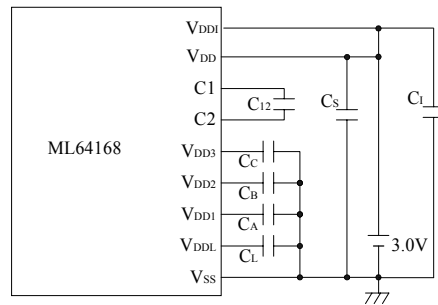 VDDI
VDD
C1
C12
CS
CI
C2
ML64168
VDD3
CC
VDD2
CB
VDD1
CA
VDDL
3.0V
CL
VSS